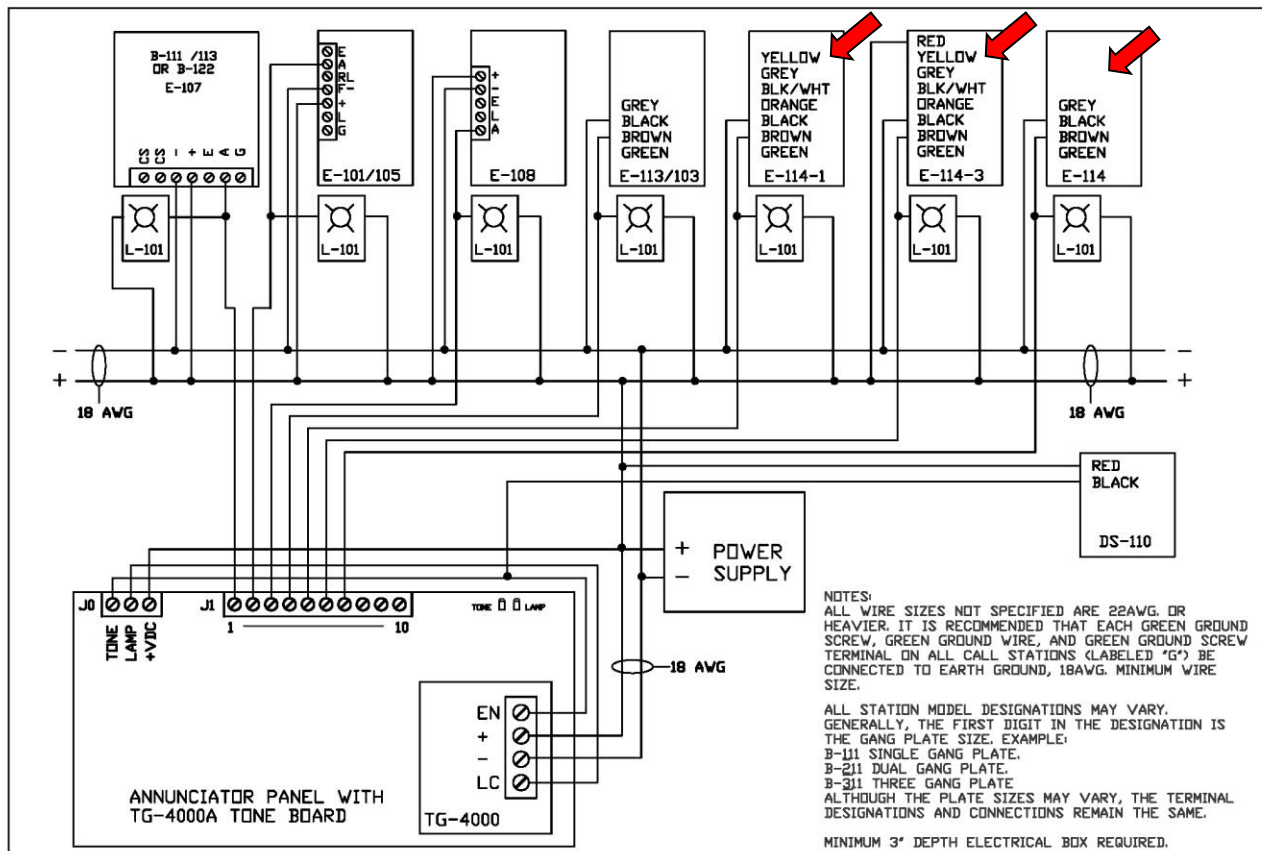 B-111 /113
OR B-122
E-107
CS
CS
-
+
E
A
G
L-101
E
A
RL
F-
+
L
G
E-101/105
L-101
+
-
E
L
A
E-108
L-101
GREY
BLACK
BROWN
GREEN
E-113/103
L-101
YELLOW
GREY
BLK/WHT
ORANGE
BLACK
BROWN
GREEN
E-114-1
L-101
RED
YELLOW
GREY
BLK/WHT
ORANGE
BLACK
BROWN
GREEN
E-114-3
L-101
GREY
BLACK
BROWN
GREEN
E-114
L-101
- -
+ +
18 AWG
18 AWG
RED
BLACK
DS-110
+ POWER
- SUPPLY
J0
TONE
LAMP
+VDC
J1
1 10
TONE LAMP
18 AWG
EN
+
-
LC
TG-4000
ANNUNCIATOR PANEL WITH
TG-4000A TONE BOARD
NOTES:
ALL WIRE SIZES NOT SPECIFIED ARE 22AWG. OR
HEAVIER. IT IS RECOMMENDED THAT EACH GREEN GROUND
SCREW, GREEN GROUND WIRE, AND GREEN GROUND SCREW
TERMINAL ON ALL CALL STATIONS (LABELED "G") BE
CONNECTED TO EARTH GROUND, 18AWG. MINIMUM WIRE
SIZE.
ALL STATION MODEL DESIGNATIONS MAY VARY.
GENERALLY, THE FIRST DIGIT IN THE DESIGNATION IS
THE GANG PLATE SIZE. EXAMPLE:
B-111 SINGLE GANG PLATE.
B-211 DUAL GANG PLATE.
B-311 THREE GANG PLATE
ALTHOUGH THE PLATE SIZES MAY VARY, THE TERMINAL
DESIGNATIONS AND CONNECTIONS REMAIN THE SAME.
MINIMUM 3" DEPTH ELECTRICAL BOX REQUIRED.